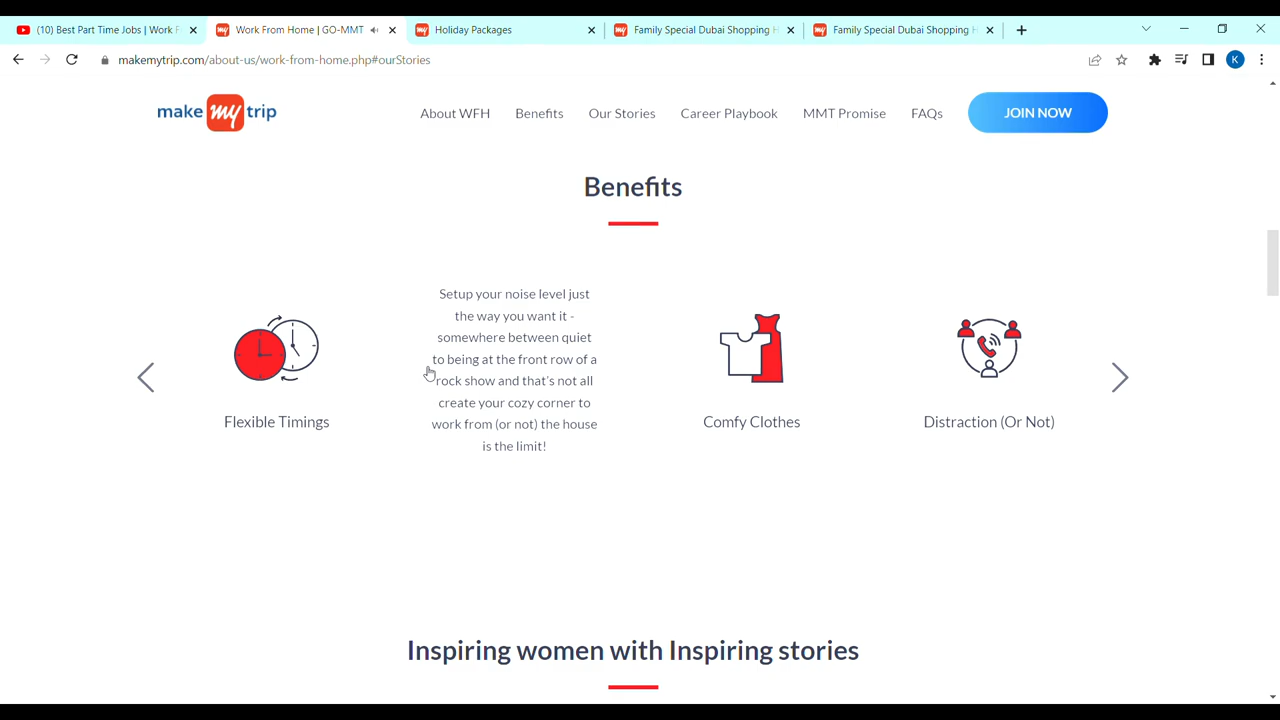 (10) Best Part Time Jobs | Work F
Work From Home | GO-MMT
Holiday Packages
Family Special Dubai Shopping H
Family Special Dubai Shopping H
makemytrip.com/about-us/work-from-home.php#ourStories
K
make my trip
About WFH
Benefits
Our Stories
Career Playbook
MMT Promise
FAQs
JOIN NOW
Benefits
Flexible Timings
Setup your noise level just
the way you want it -
somewhere between quiet
to being at the front row of a
rock show and that's not all
create your cozy corner to
work from (or not) the house
is the limit!
Comfy Clothes
Distraction (Or Not)
Inspiring women with Inspiring stories